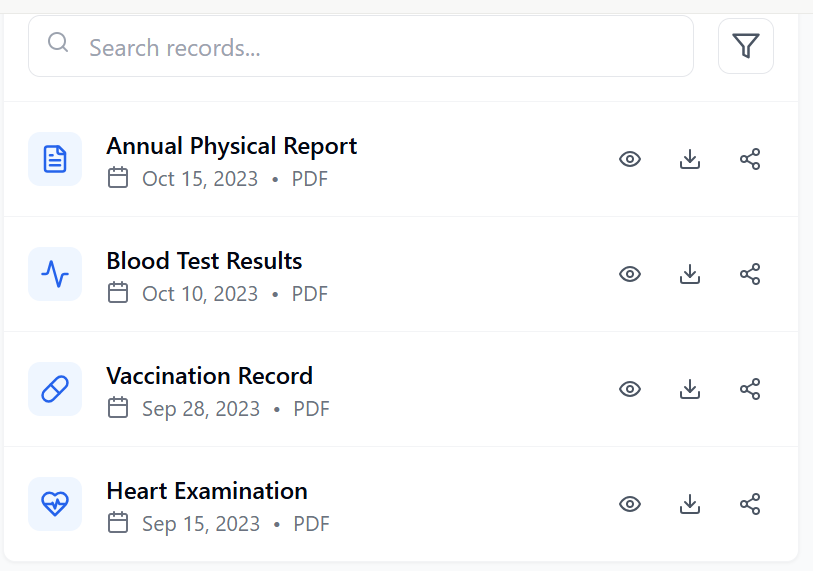 Search records...
Annual Physical Report
Oct 15, 2023 • PDF
Blood Test Results
Oct 10, 2023 • PDF
Vaccination Record
Sep 28, 2023 • PDF
Heart Examination
Sep 15, 2023 • PDF